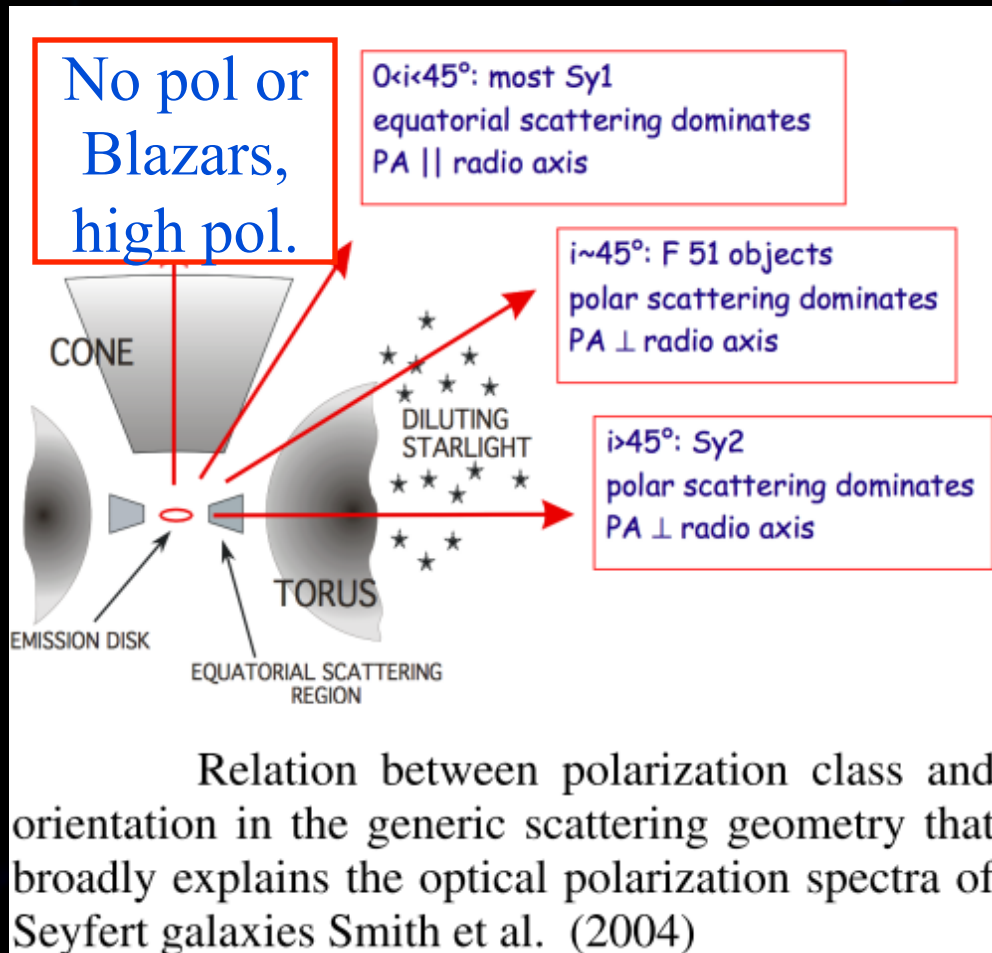 No pol or
Blazars,
high pol.
0<i<45°: most Sy1
equatorial scattering dominates
PA || radio axis
i~45°: F 51 objects
polar scattering dominates
PA ⊥ radio axis
CONE
DILUTING
STARLIGHT
i>45°: Sy2
polar scattering dominates
PA ⊥ radio axis
TORUS
EMISSION DISK
EQUATORIAL SCATTERING
REGION
Relation between polarization class and
orientation in the generic scattering geometry that
broadly explains the optical polarization spectra of
Seyfert galaxies Smith et al. (2004)